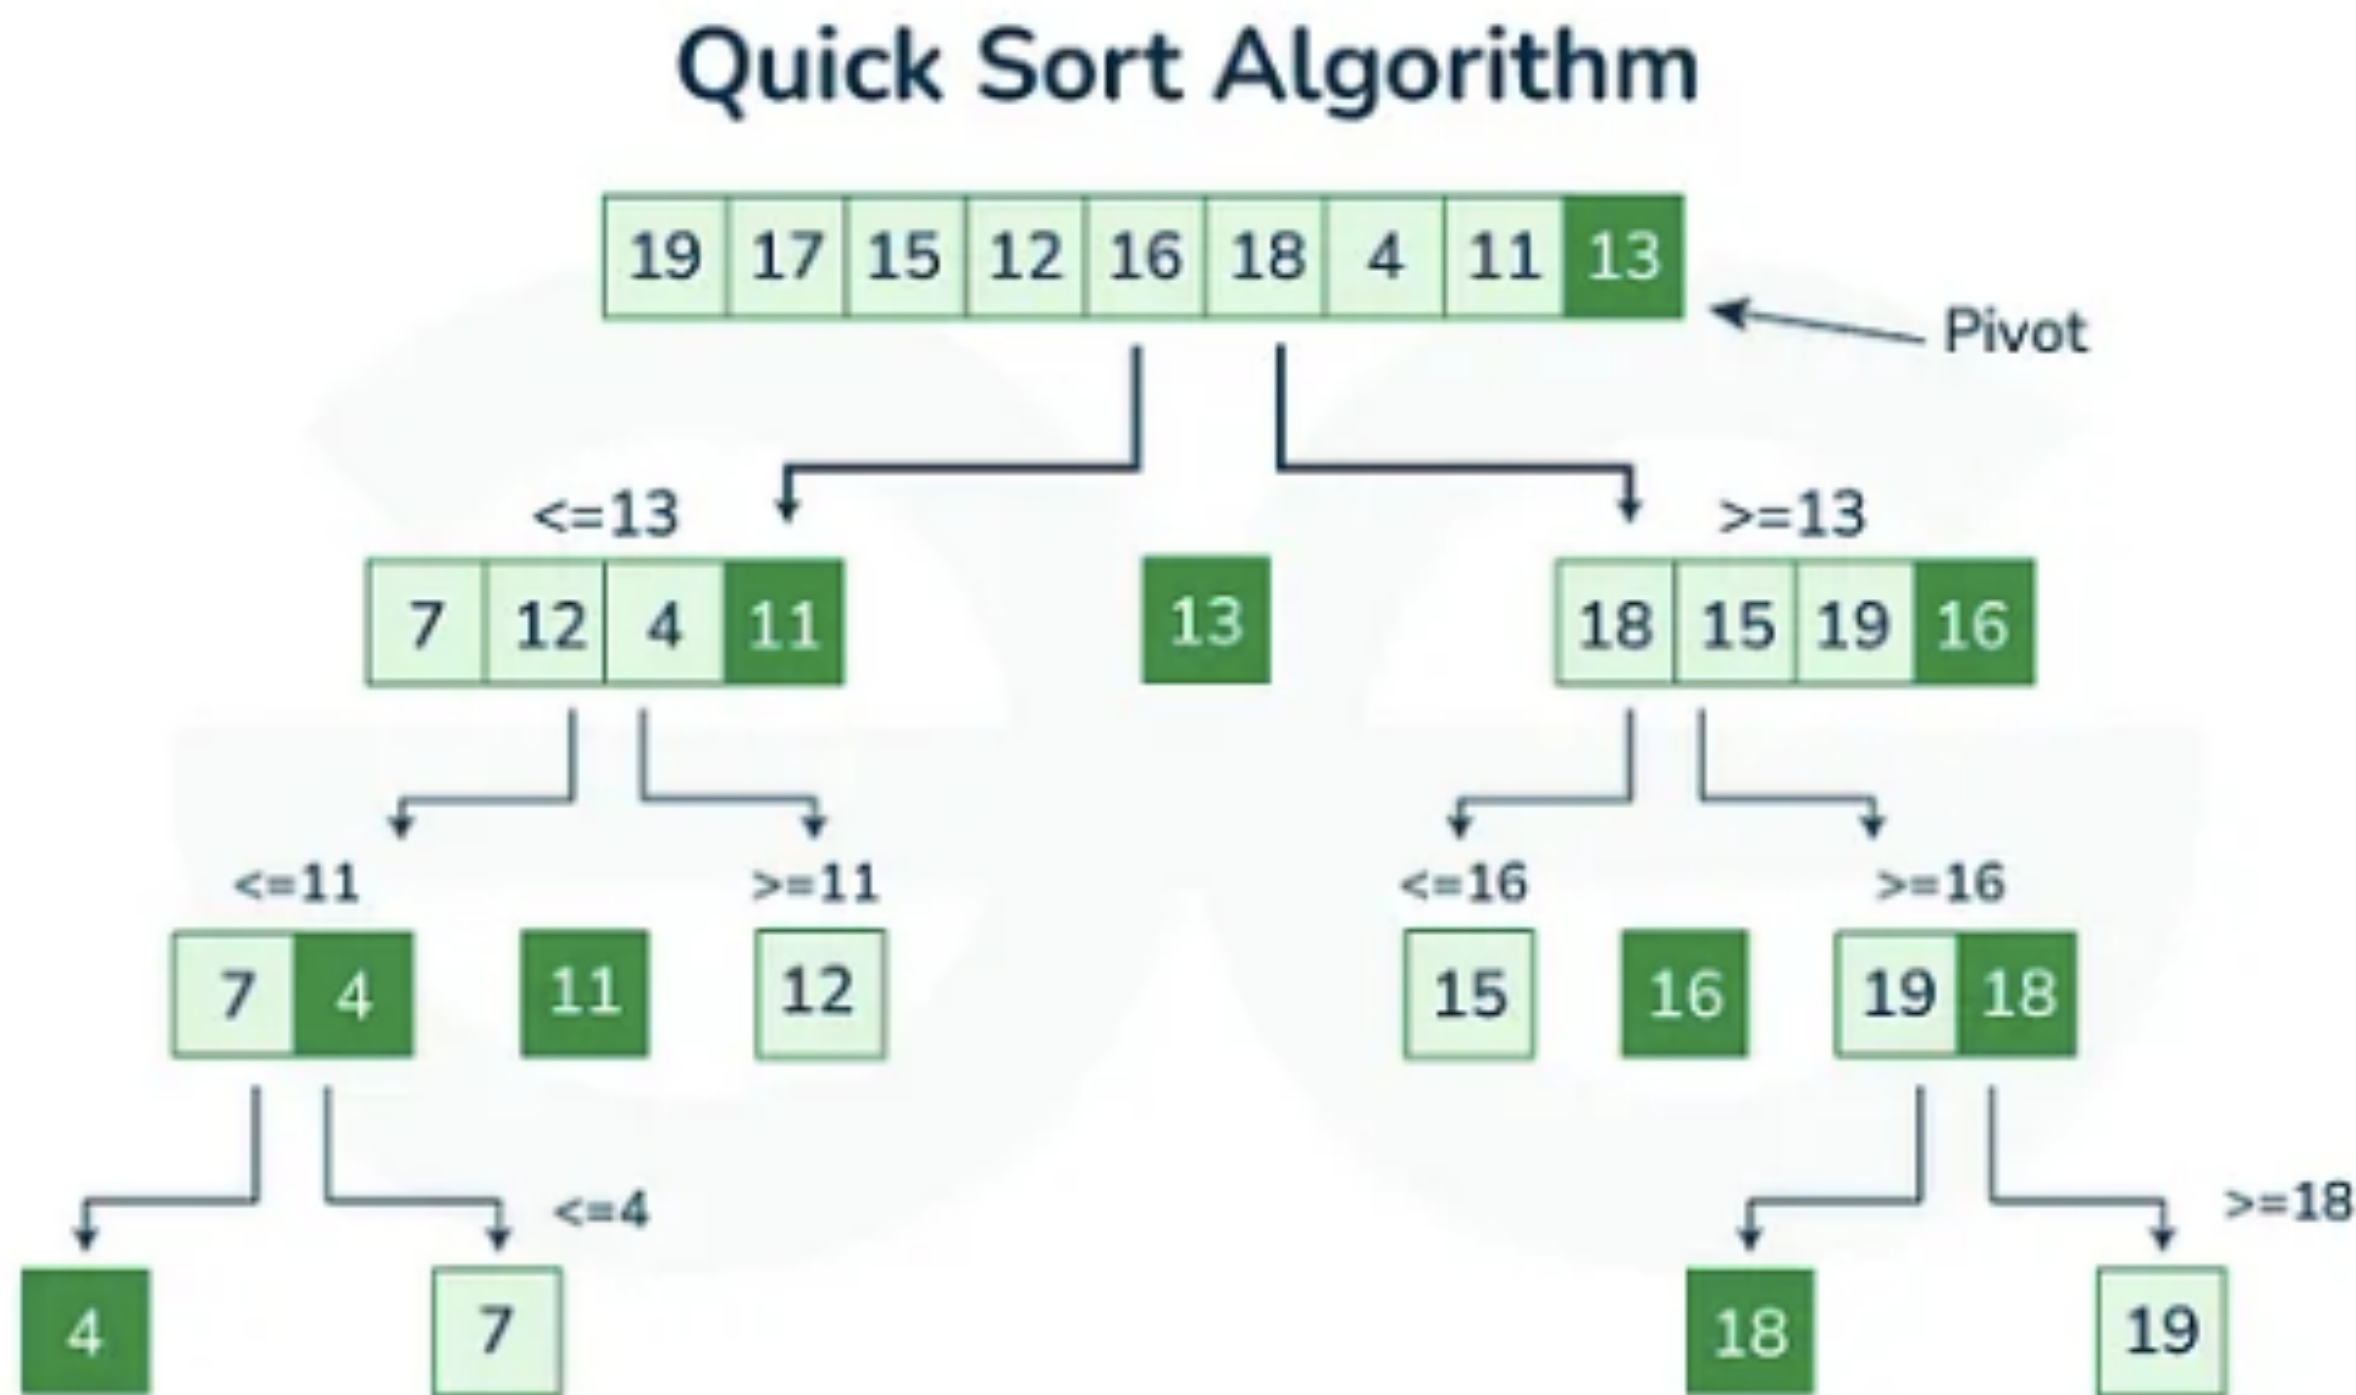 Quick Sort Algorithm
19 17 15 12 16 18 4 11 13
Pivot
<=13 >=13
7 12 4 11 13 18 15 19 16
<=11 >=11 <=16 >=16
7 4 11 12 15 16 19 18
<=4 >=18
4 7 18 19